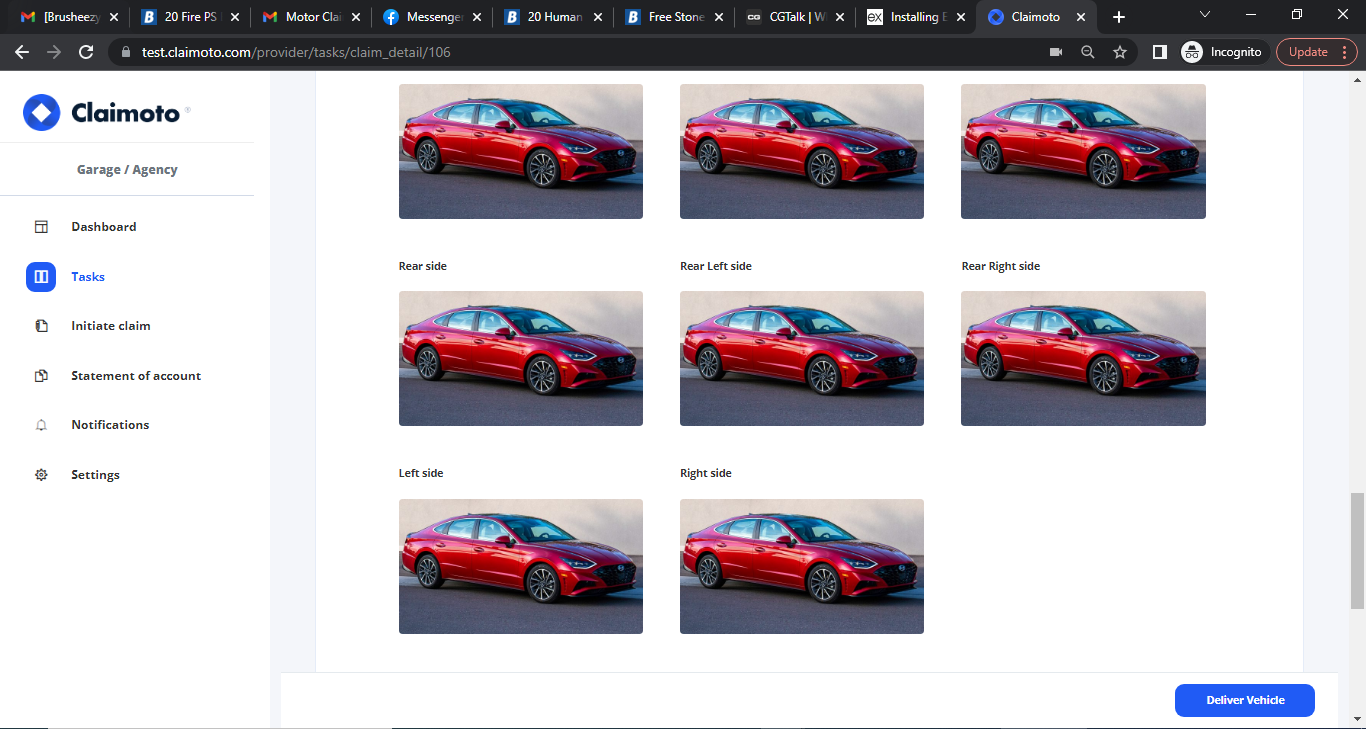 [Brusheezy
20 Fire PS
Motor Clai
Messenger
20 Human
Free Stone
CGTalk | W
Installing E
Claimoto
test.claimoto.com/provider/tasks/claim_detail/106
Incognito
Update
Claimoto
Garage / Agency
Dashboard
Tasks
Initiate claim
Statement of account
Notifications
Settings
Rear side
Rear Left side
Rear Right side
Left side
Right side
Deliver Vehicle